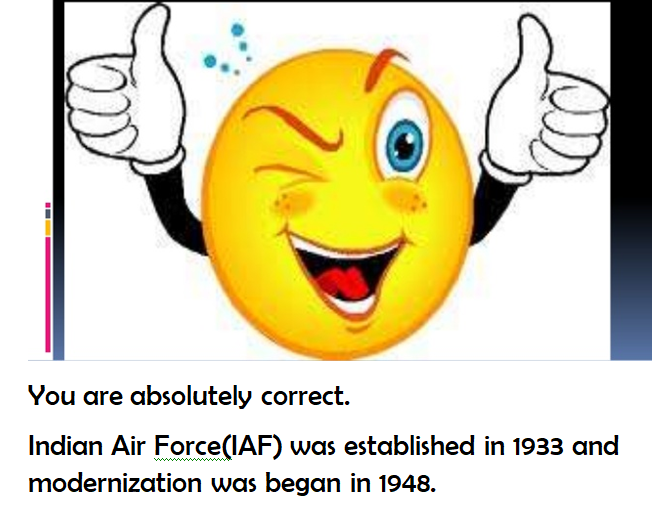 You are absolutely correct.
Indian Air Force(IAF) was established in 1933 and
modernization was began in 1948.